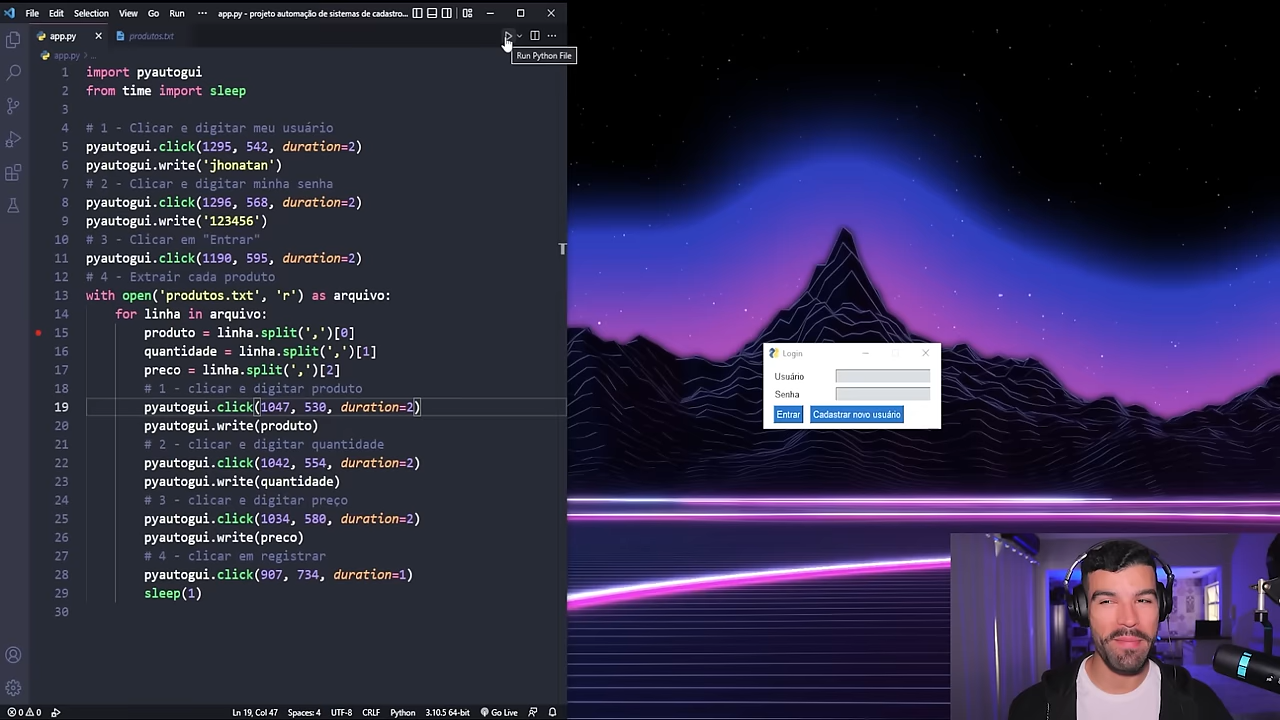 File Edit Selection View Go Run ··· app.py - projeto automação de sistemas de cadastro...
app.py produtos.txt
Run Python File
app.py > ...
1 import pyautogui
2 from time import sleep
3
4 # 1 - Clicar e digitar meu usuário
5 pyautogui.click(1295, 542, duration=2)
6 pyautogui.write('jhonatan')
7 # 2 - Clicar e digitar minha senha
8 pyautogui.click(1296, 568, duration=2)
9 pyautogui.write('123456')
10 # 3 - Clicar em "Entrar"
11 pyautogui.click(1190, 595, duration=2)
12 # 4 - Extrair cada produto
13 with open('produtos.txt', 'r') as arquivo:
14 for linha in arquivo:
15 produto = linha.split(',')[0]
16 quantidade = linha.split(',')[1]
17 preco = linha.split(',')[2]
18 # 1 - clicar e digitar produto
19 pyautogui.click(1047, 530, duration=2)
20 pyautogui.write(produto)
21 # 2 - clicar e digitar quantidade
22 pyautogui.click(1042, 554, duration=2)
23 pyautogui.write(quantidade)
24 # 3 - clicar e digitar preço
25 pyautogui.click(1034, 580, duration=2)
26 pyautogui.write(preco)
27 # 4 - clicar em registrar
28 pyautogui.click(907, 734, duration=1)
29 sleep(1)
30
0 0 Ln 19, Col 47 Spaces: 4 UTF-8 CRLF Python 3.10.5 64-bit Go Live
Login
Usuário
Senha
Entrar Cadastrar novo usuário